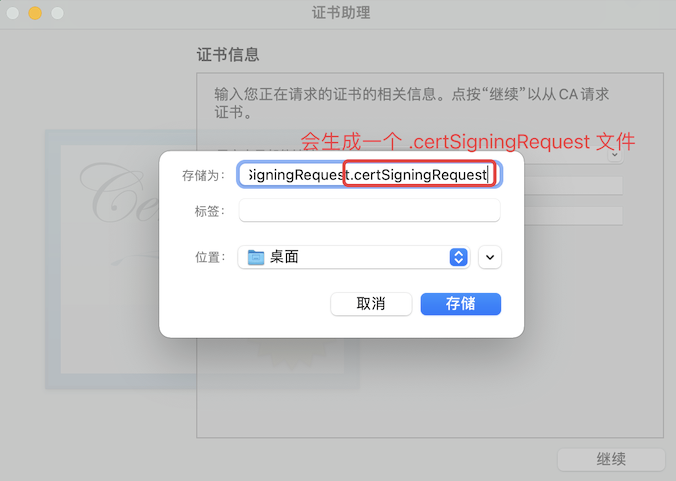 证书助理
证书信息
输入您正在请求的证书的相关信息。点按“继续”以从 CA 请求
证书。
会生成一个 .certSigningRequest 文件
存储为：
SigningRequest.certSigningRequest
标签：
位置：
桌面
取消
存储
继续